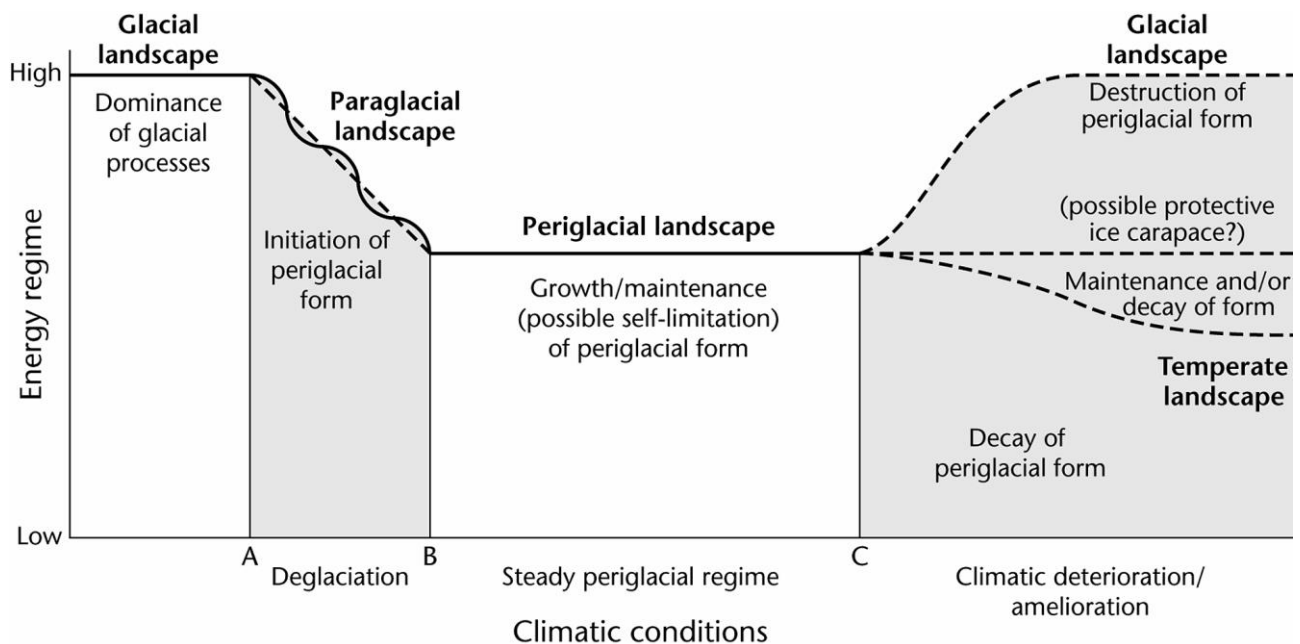 Glacial
landscape
High
Dominance
of glacial
processes
Paraglacial
landscape
Initiation of
periglacial
form
Periglacial landscape
Growth/maintenance
(possible self-limitation)
of periglacial form
Glacial
landscape
Destruction of
periglacial form
(possible protective
ice carapace?)
Maintenance and/or
decay of form
Temperate
landscape
Decay of
periglacial form
Energy regime
Low
A
B
C
Deglaciation
Steady periglacial regime
Climatic deterioration/
amelioration
Climatic conditions